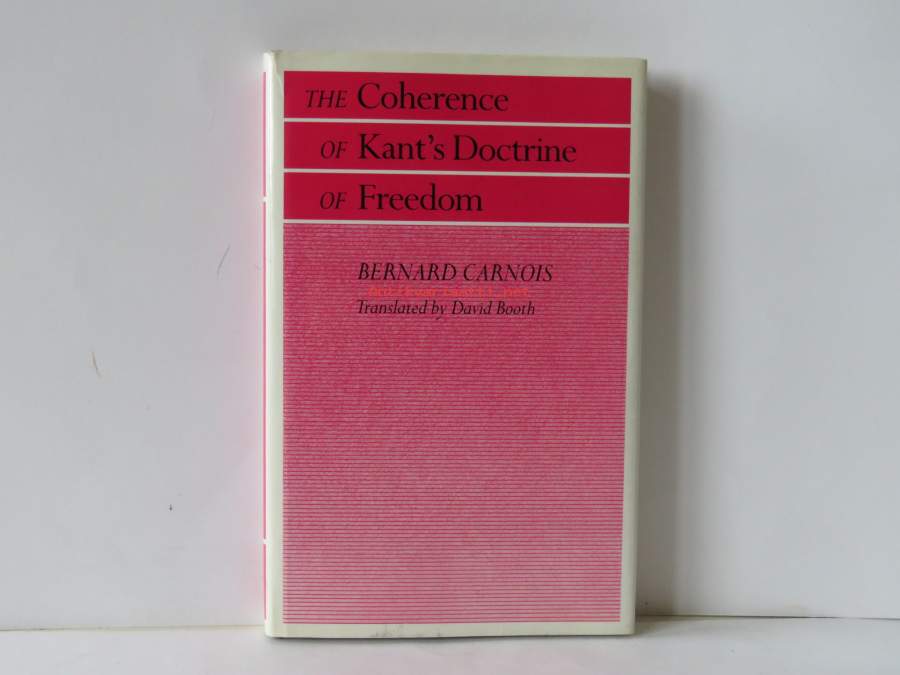 THE Coherence
OF Kant's Doctrine
OF Freedom
BERNARD CARNOIS
Translated by David Booth